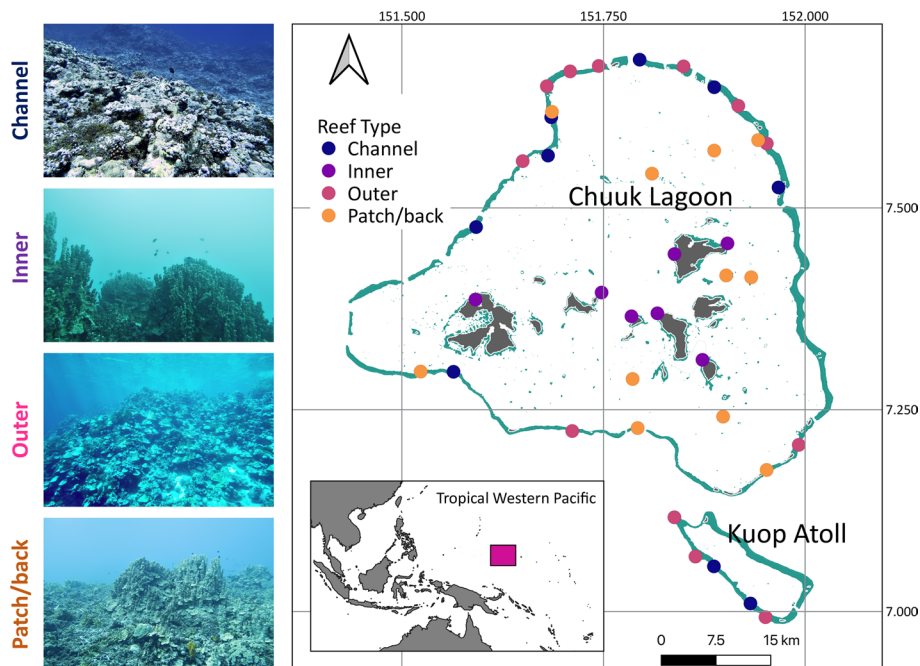 Channel
Inner
Outer
Patch/back
151.500
151.750
152.000
Reef Type
Channel
Inner
Outer
Patch/back
Chuuk Lagoon
7.500
7.250
Tropical Western Pacific
Kuop Atoll
7.000
0
7.5
15 km